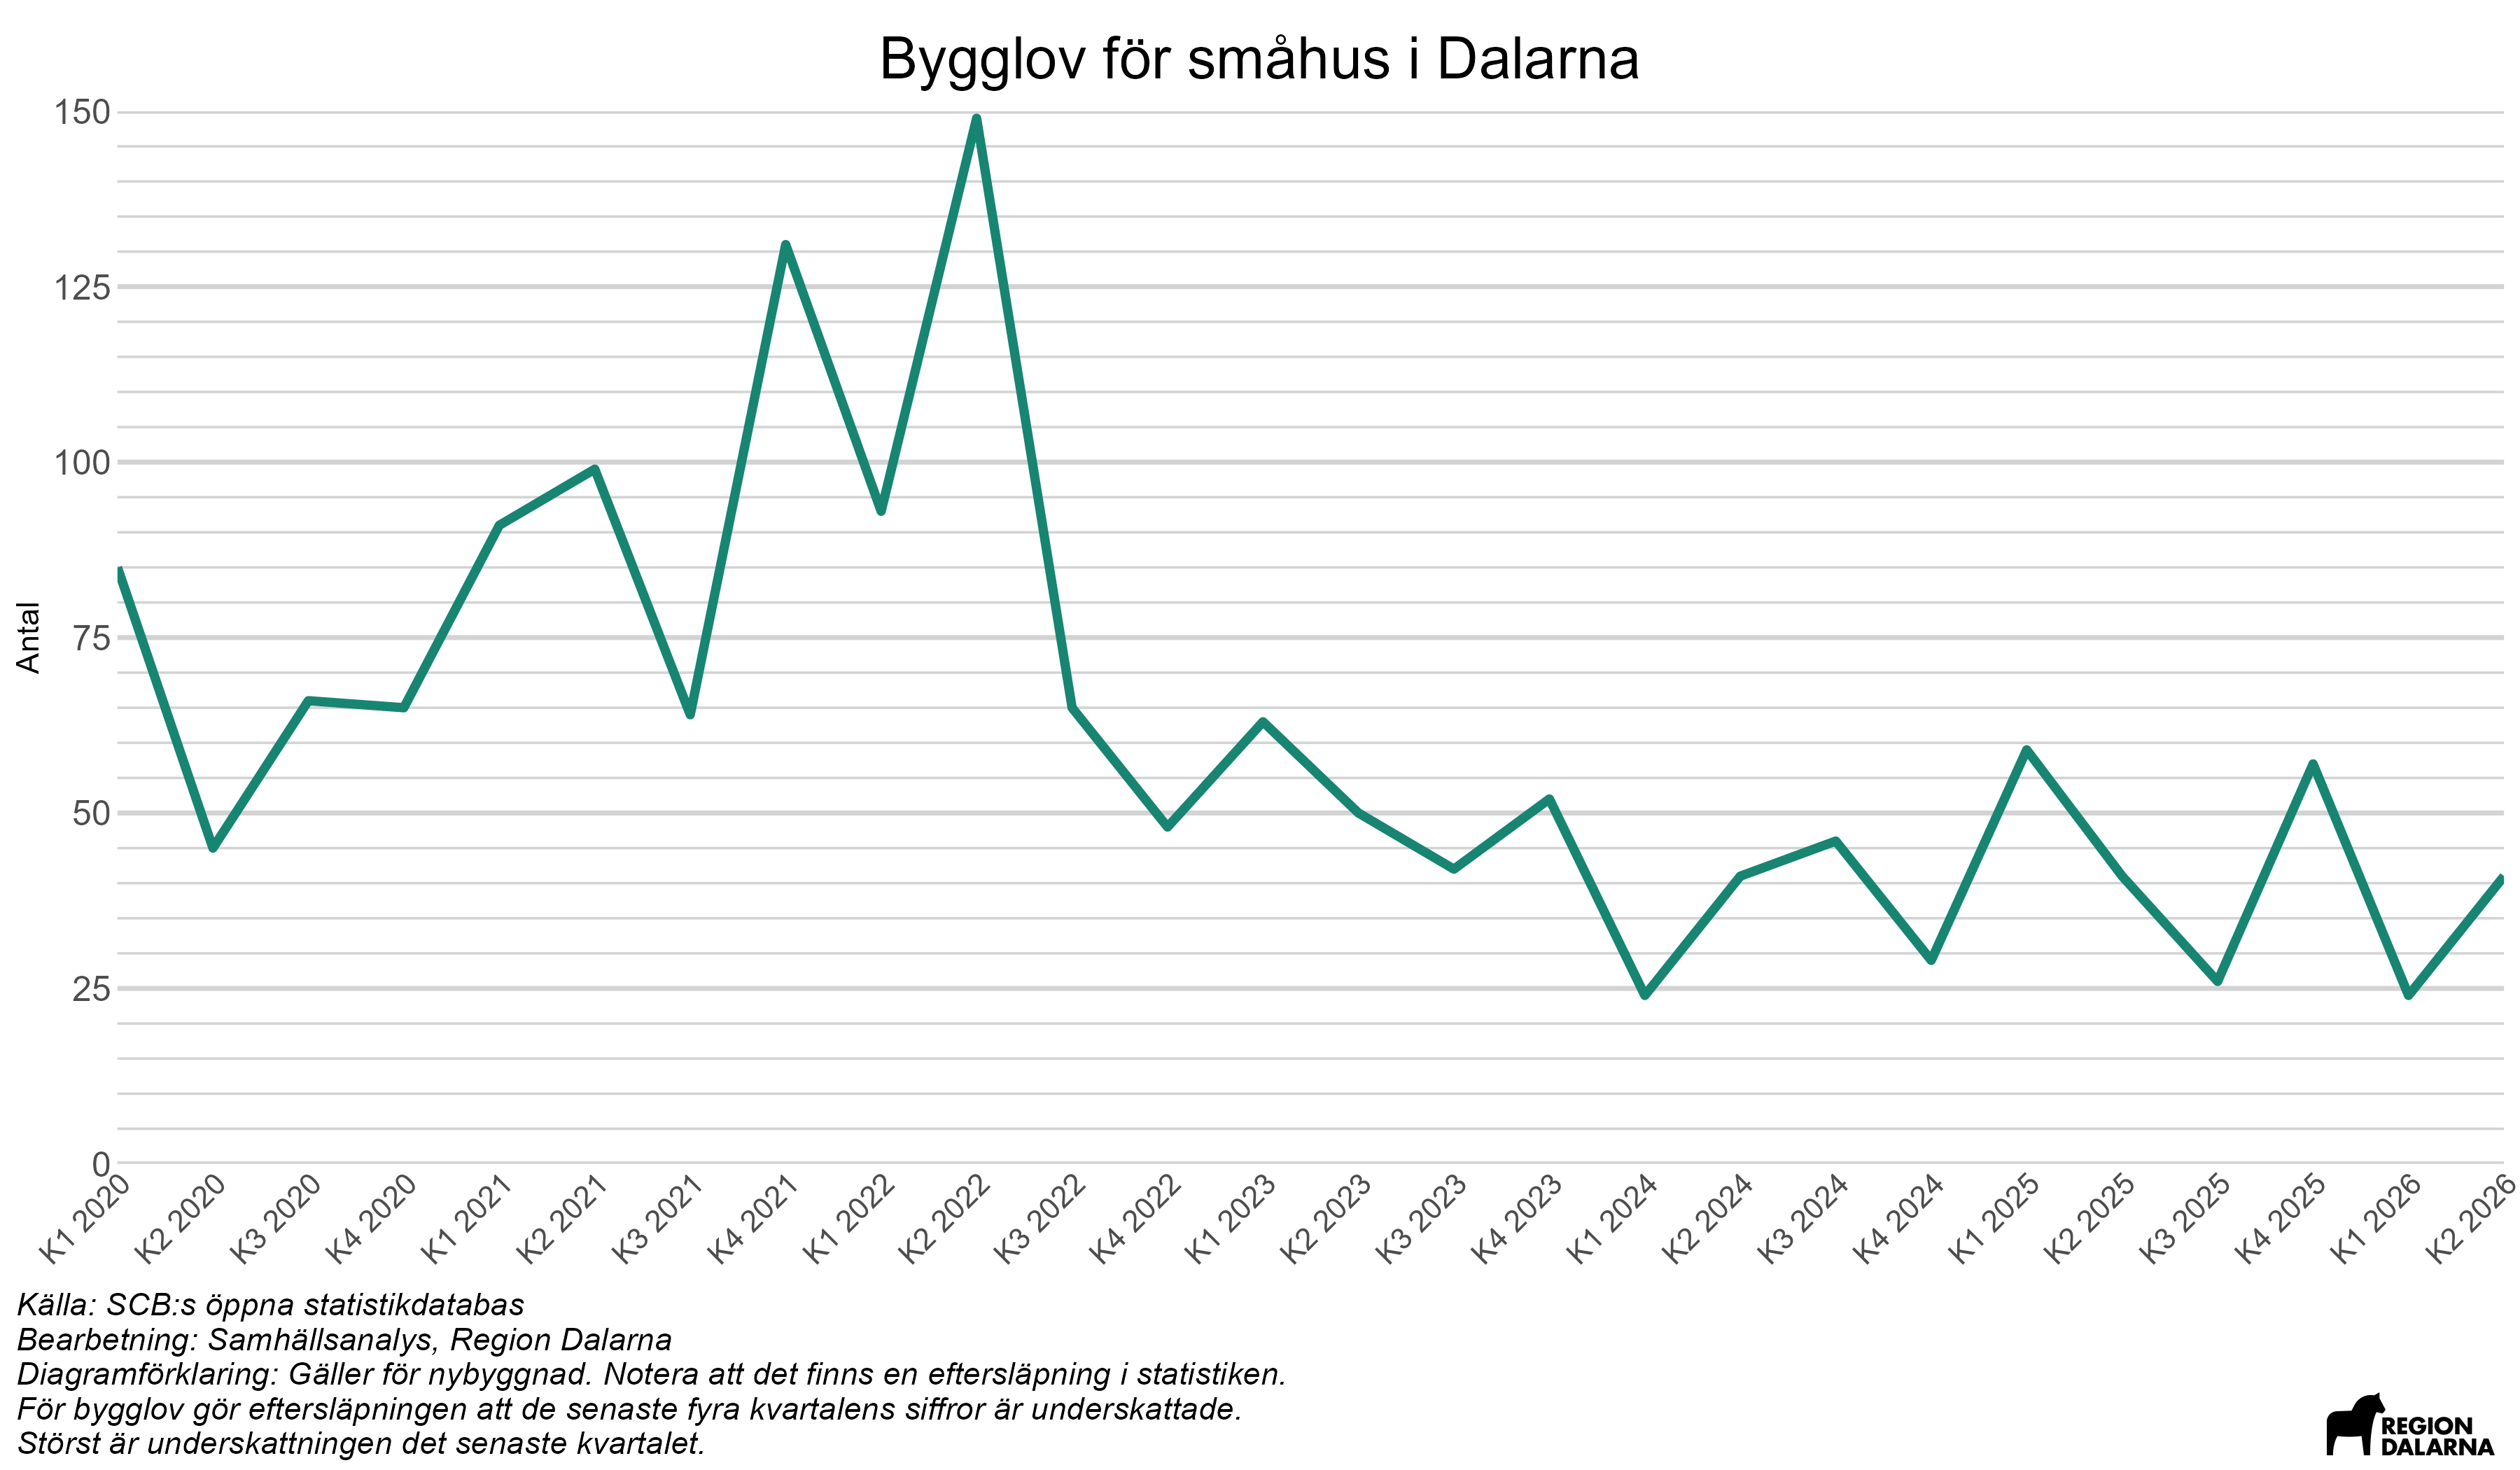 Bygglov för småhus i Dalarna
150
125
100
75
50
25
0
Antal
K1 2020
K2 2020
K3 2020
K4 2020
K1 2021
K2 2021
K3 2021
K4 2021
K1 2022
K2 2022
K3 2022
K4 2022
K1 2023
K2 2023
K3 2023
K4 2023
K1 2024
K2 2024
K3 2024
K4 2024
K1 2025
K2 2025
K3 2025
K4 2025
K1 2026
K2 2026
Källa: SCB:s öppna statistikdatabas
Bearbetning: Samhällsanalys, Region Dalarna
Diagramförklaring: Gäller för nybyggnad. Notera att det finns en eftersläpning i statistiken.
För bygglov gör eftersläpningen att de senaste fyra kvartalens siffror är underskattade.
Störst är underskattningen det senaste kvartalet.
REGION
DALARNA